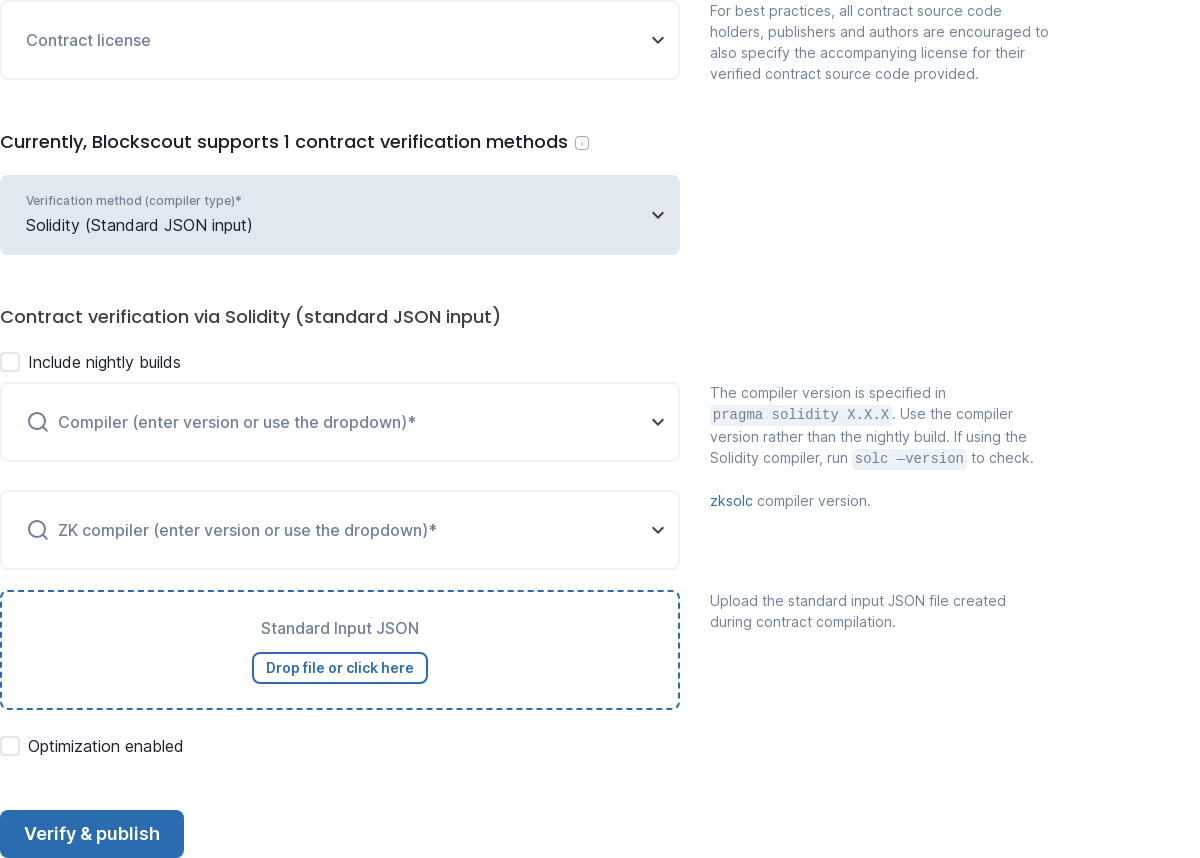 Contract license
For best practices, all contract source code
holders, publishers and authors are encouraged to
also specify the accompanying license for their
verified contract source code provided.
Currently, Blockscout supports 1 contract verification methods
Verification method (compiler type)*
Solidity (Standard JSON input)
Contract verification via Solidity (standard JSON input)
Include nightly builds
Compiler (enter version or use the dropdown)*
The compiler version is specified in
pragma solidity X.X.X. Use the compiler
version rather than the nightly build. If using the
Solidity compiler, run solc —version to check.
ZK compiler (enter version or use the dropdown)*
zksolc compiler version.
Standard Input JSON
Drop file or click here
Upload the standard input JSON file created
during contract compilation.
Optimization enabled
Verify & publish